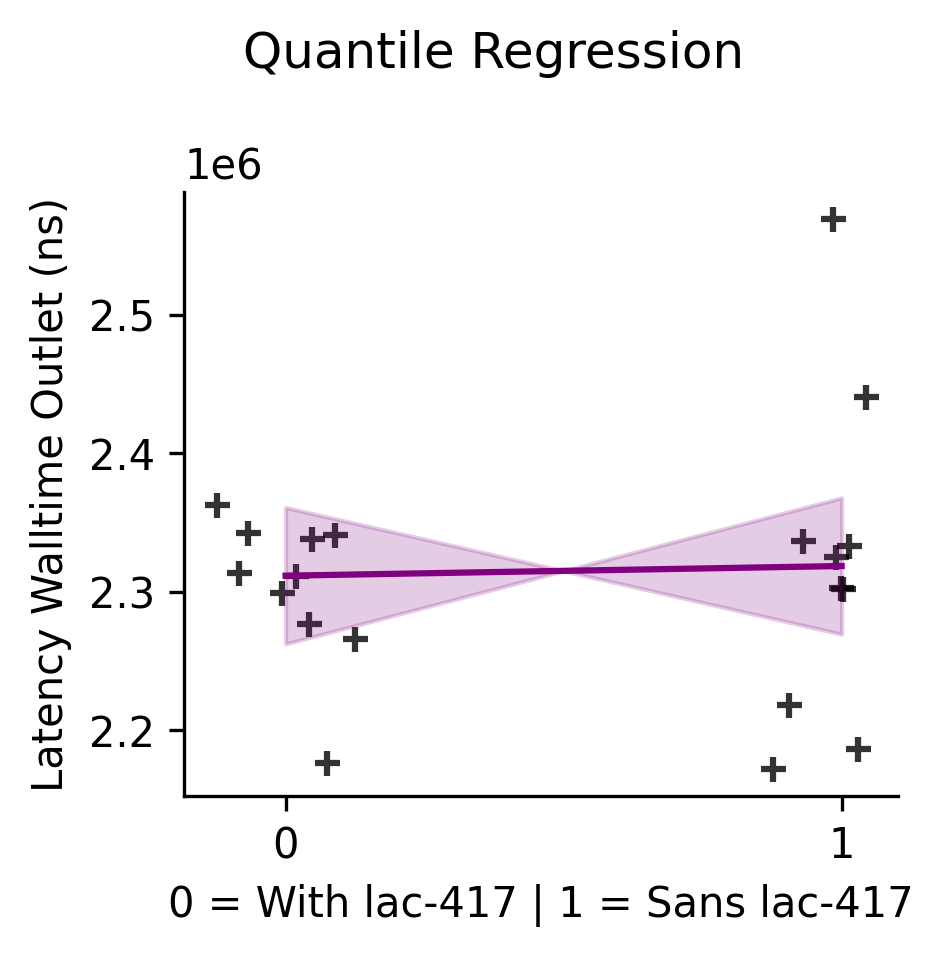 Quantile Regression
1e6
Latency Walltime Outlet (ns)
2.5
2.4
2.3
2.2
0 1
0 = With lac-417 | 1 = Sans lac-417